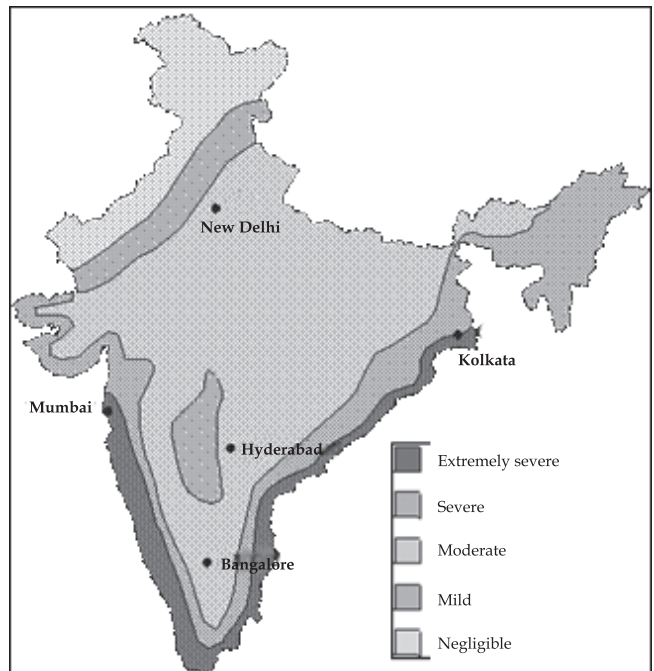 New Delhi
Kolkata
Mumbai
Hyderabad
Extremely severe
Severe
Moderate
Bangalore
Mild
Negligible